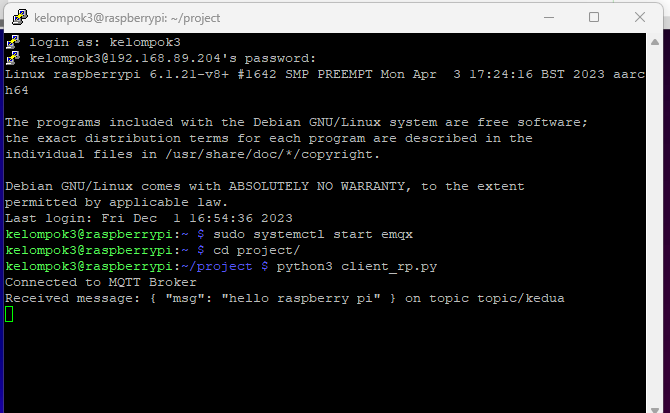 kelompok3@raspberrypi: ~/project
login as: kelompok3
kelompok3@192.168.89.204's password:
Linux raspberrypi 6.1.21-v8+ #1642 SMP PREEMPT Mon Apr  3 17:24:16 BST 2023 aarc
h64
The programs included with the Debian GNU/Linux system are free software;
the exact distribution terms for each program are described in the
individual files in /usr/share/doc/*/copyright.
Debian GNU/Linux comes with ABSOLUTELY NO WARRANTY, to the extent
permitted by applicable law.
Last login: Fri Dec  1 16:54:36 2023
kelompok3@raspberrypi:~ $ sudo systemctl start emqx
kelompok3@raspberrypi:~ $ cd project/
kelompok3@raspberrypi:~/project $ python3 client_rp.py
Connected to MQTT Broker
Received message: { "msg": "hello raspberry pi" } on topic topic/kedua